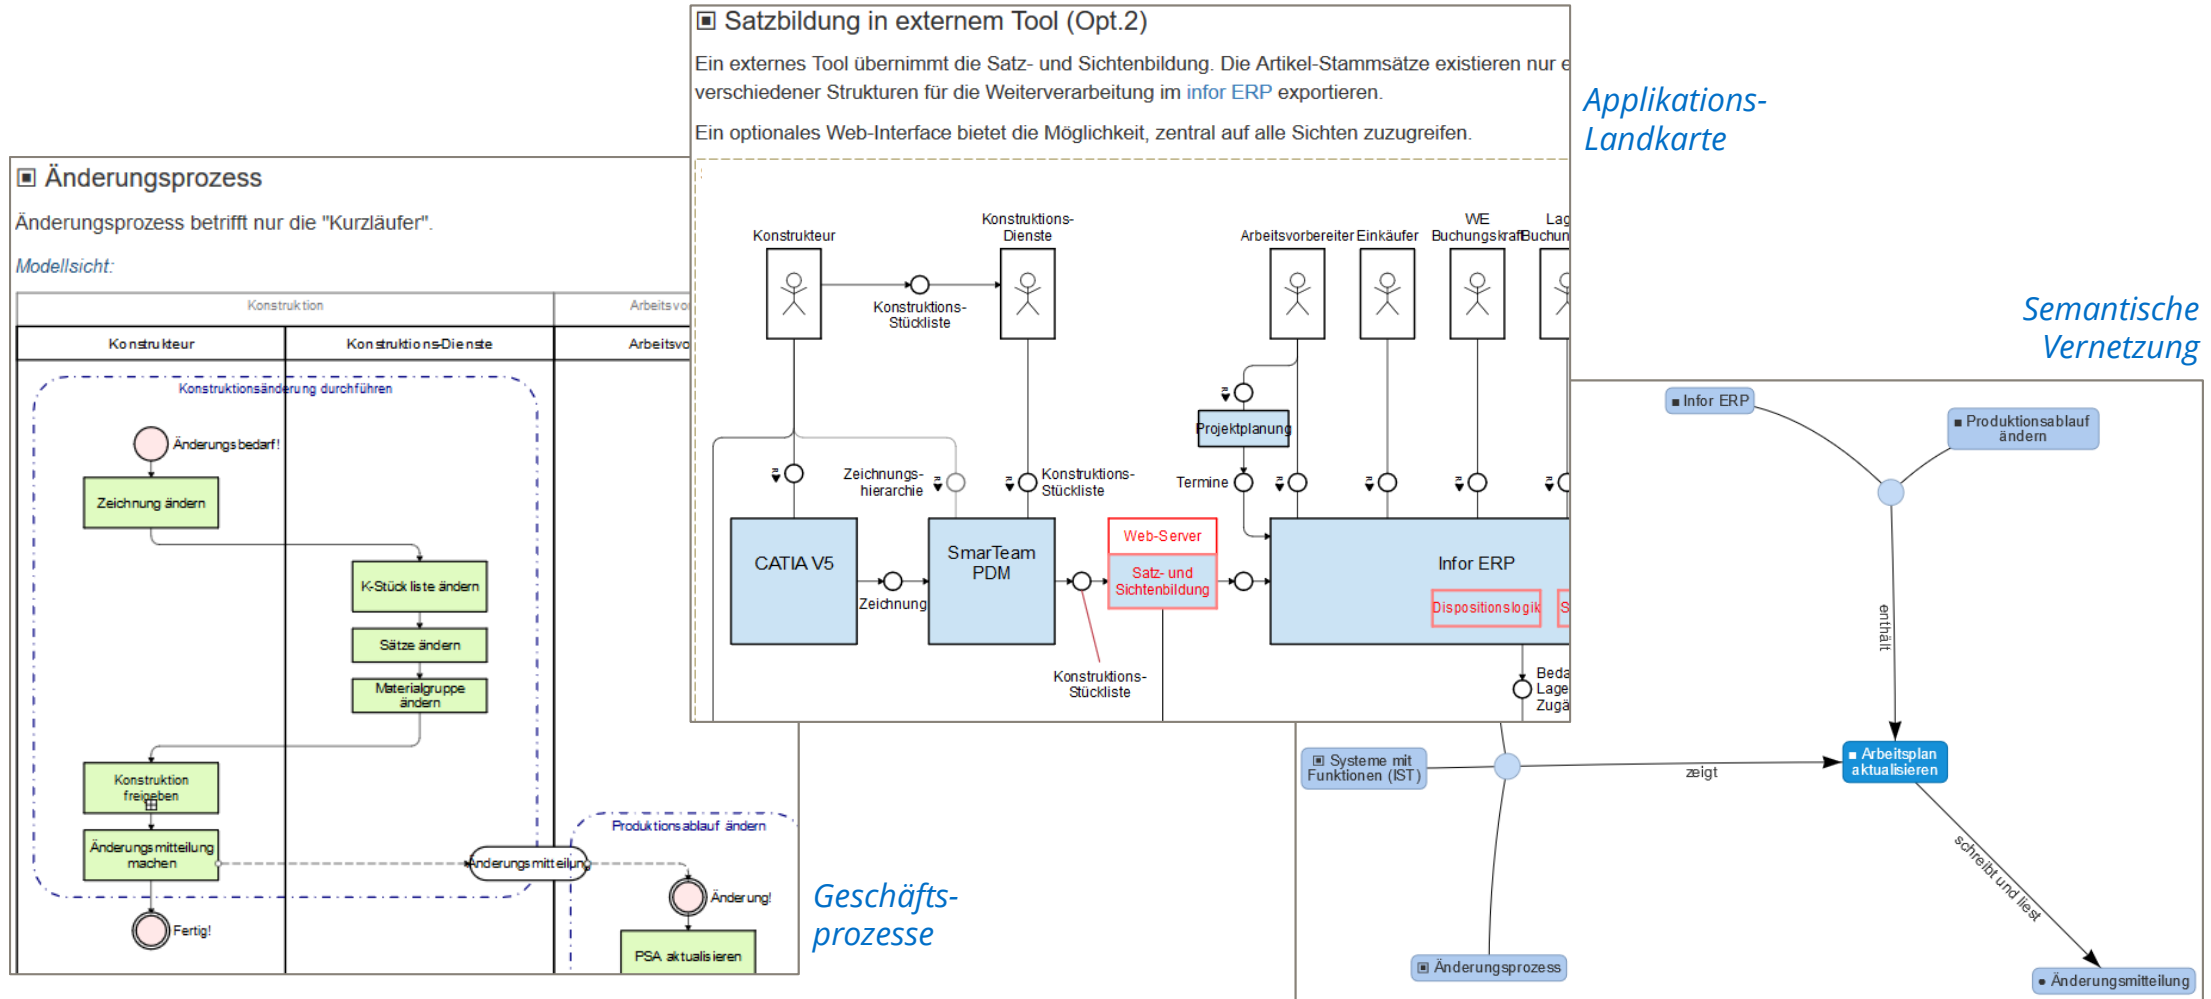 Satzbildung in externem Tool (Opt.2)
Ein externes Tool übernimmt die Satz- und Sichtenbildung. Die Artikel-Stammsätze existieren nur
verschiedener Strukturen für die Weiterverarbeitung im infor ERP exportieren.
Ein optionales Web-Interface bietet die Möglichkeit, zentral auf alle Sichten zuzugreifen.
Konstrukteur
Konstruktions-
Dienste
Arbeitsvorbereiter
Einkäufer
WE
Buchungskraft
Konstruktions-
Stückliste
Projektplanung
Zeichnungs-
hierarchie
Konstruktions-
Stückliste
Termine
CATIA V5
SmarTeam
PDM
Web-Server
Satz- und
Sichtenbildung
Infor ERP
Dispositionslogik
Zeichnung
Konstruktions-
Stückliste
Applikations-
Landkarte
Änderungsprozess
Änderungsprozess betrifft nur die "Kurzläufer".
Modellsicht:
Konstruktion
Konstrukteur
Konstruktions-Dienste
Konstruktionsänderung durchführen
Änderungsbedarf!
Zeichnung ändern
K-Stückliste ändern
Sätze ändern
Materialgruppe
ändern
Konstruktion
freigeben
Änderungsmitteilung
machen
Fertig!
Änderungsmitteilung
Produktionsablauf ändern
Änderung!
PSA aktualisieren
Geschäfts-
prozesse
Semantische
Vernetzung
Infor ERP
Produktionsablauf
ändern
enthält
Systeme mit
Funktionen (IST)
zeigt
Arbeitsplan
aktualisieren
schreibt und liest
Änderungsprozess
Änderungsmitteilung